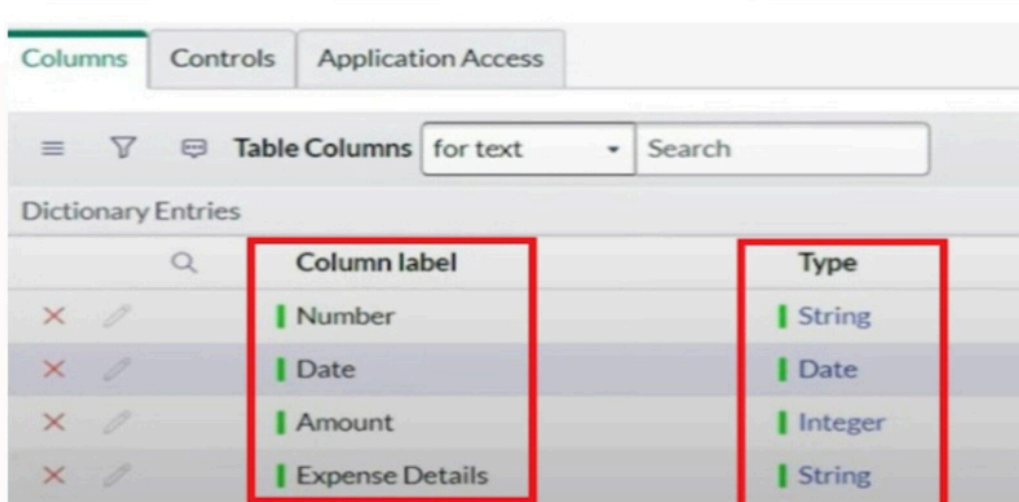 Columns Controls Application Access
Table Columns for text Search
Dictionary Entries
Column label Type
Number String
Date Date
Amount Integer
Expense Details String